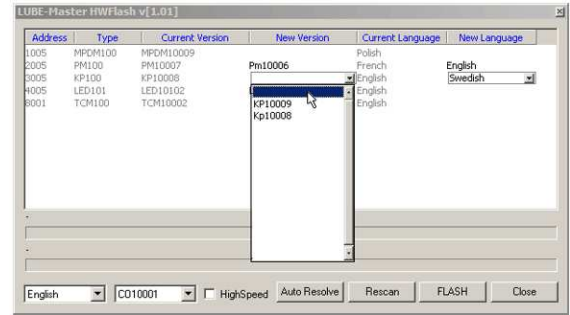 LUBE-Master HWFlash v[1.01]
Address Type Current Version New Version Current Language New Language
1005 MPDM100 MPDM10009 Polish
2005 PM100 PM10007 Pm10006 French English
3005 KP100 KP10008 English Swedish
4005 LED101 LED10102 English
8001 TCM100 TCM10002 English
KP10009
Kp10008
English CO10001 HighSpeed Auto Resolve Rescan FLASH Close